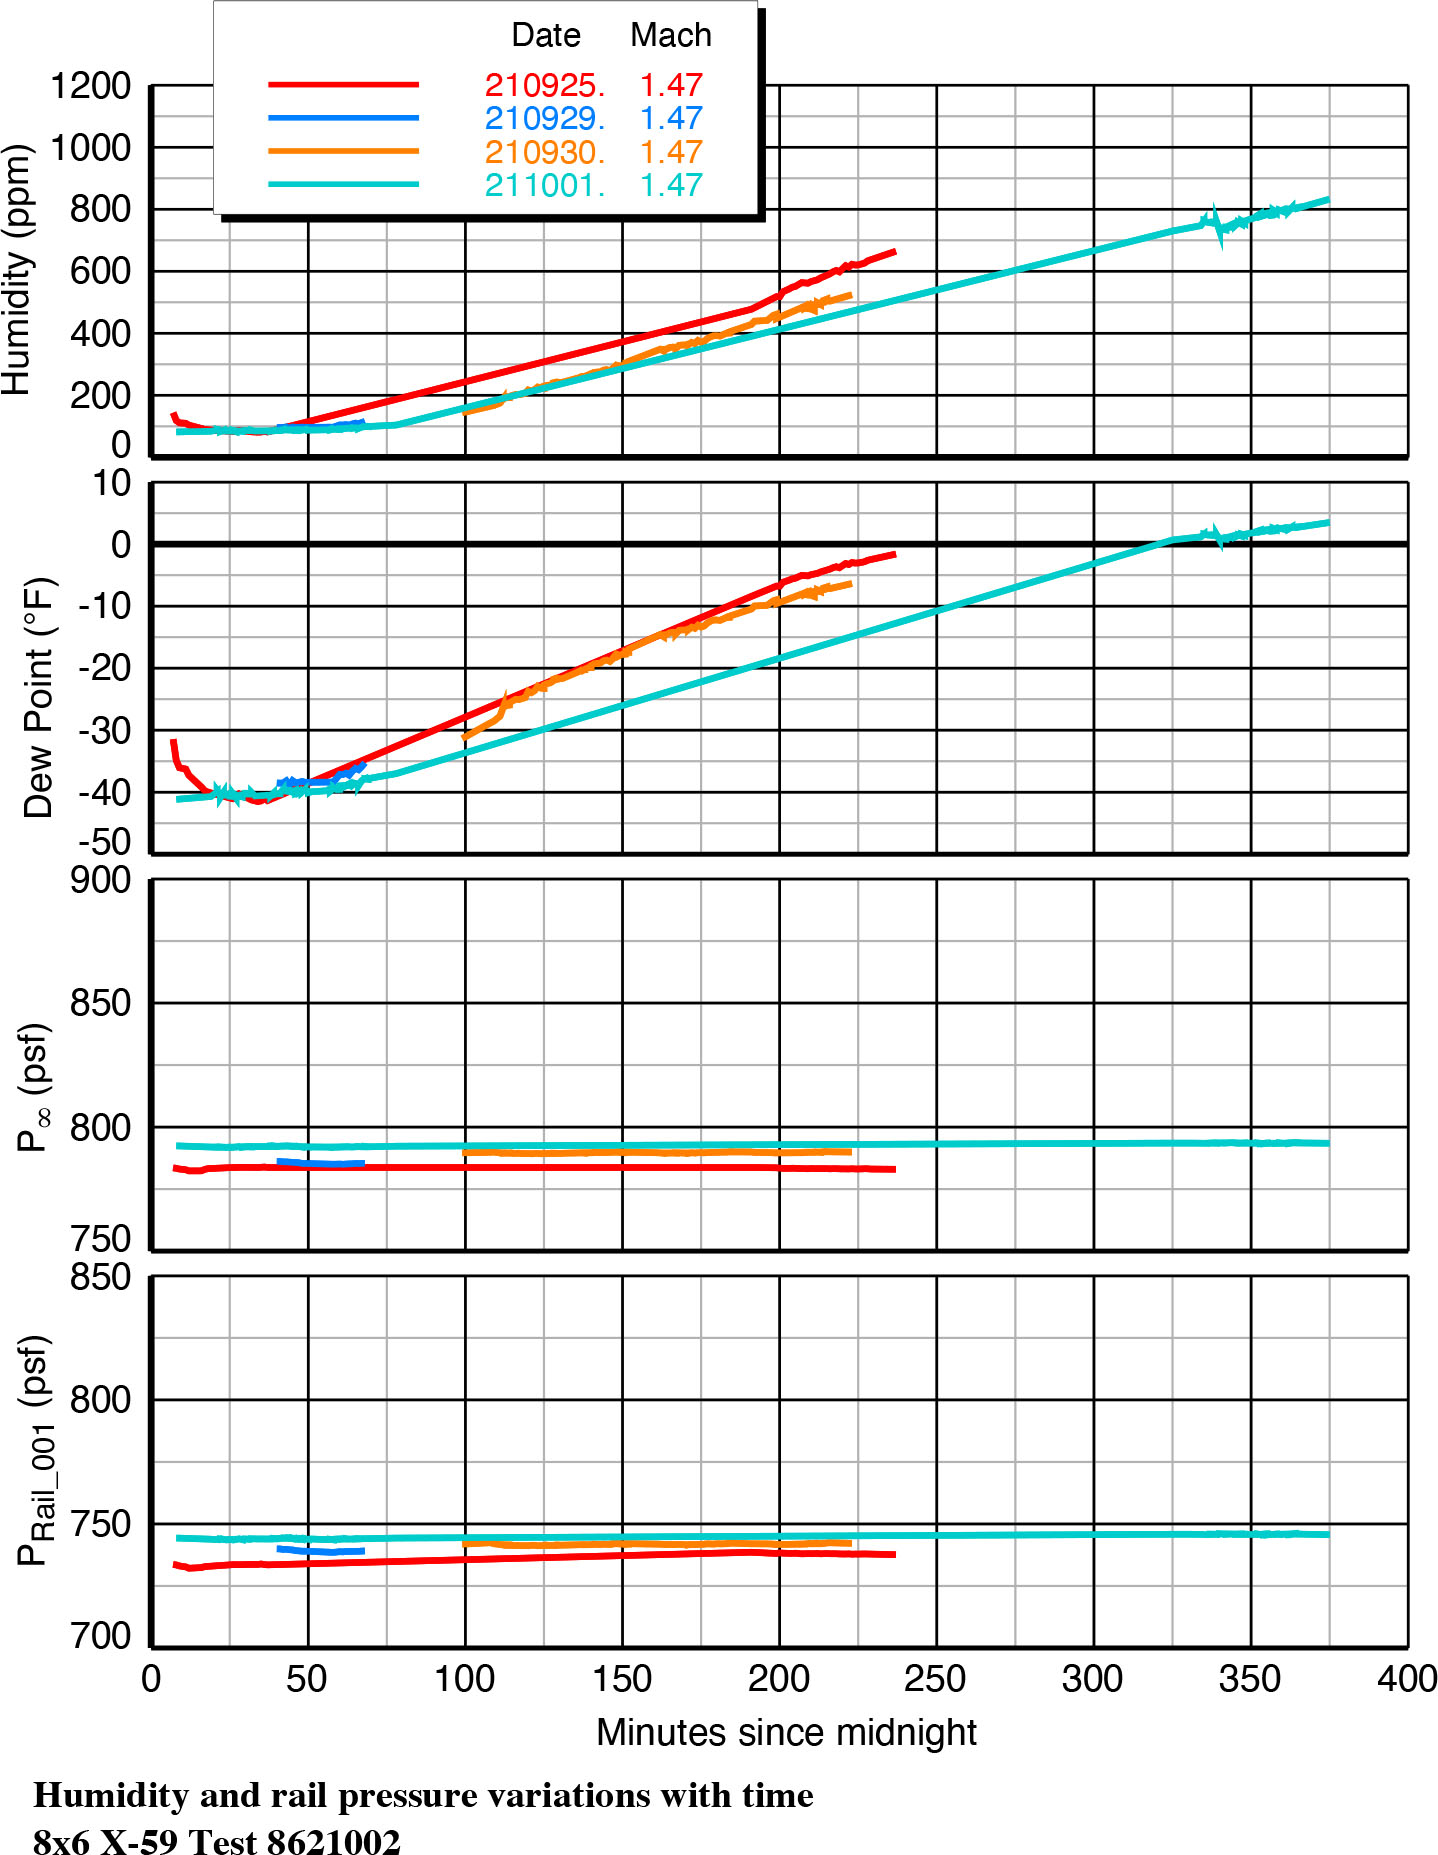 Date Mach
210925. 1.47
210929. 1.47
210930. 1.47
211001. 1.47
Humidity (ppm)
1200
1000
800
600
400
200
0
Dew Point (°F)
10
0
-10
-20
-30
-40
-50
P∞ (psf)
900
850
800
750
PRail_001 (psf)
850
800
750
700
0 50 100 150 200 250 300 350 400
Minutes since midnight
Humidity and rail pressure variations with time
8x6 X-59 Test 8621002